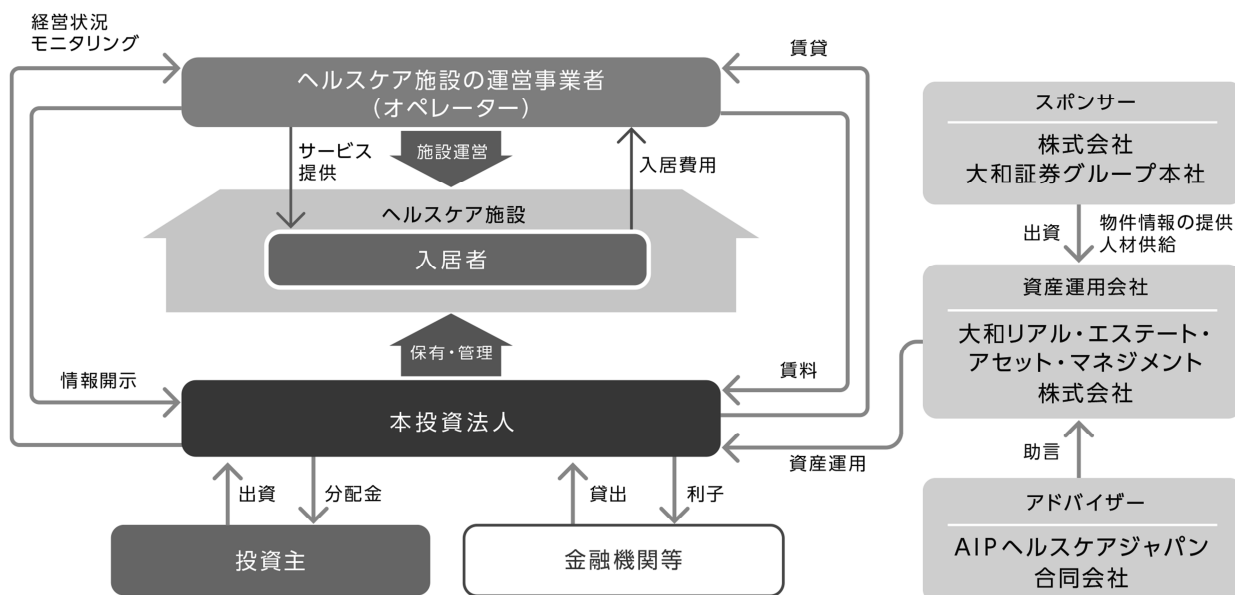 経営状況
モニタリング
賃貸
ヘルスケア施設の運営事業者
(オペレーター)
サービス
提供
施設運営
入居費用
ヘルスケア施設
入居者
保有・管理
情報開示
賃料
本投資法人
資産運用
出資
分配金
貸出
利子
投資主
金融機関等
スポンサー
株式会社
大和証券グループ本社
出資
物件情報の提供
人材供給
資産運用会社
大和リアル・エステート・
アセット・マネジメント
株式会社
助言
アドバイザー
AIPヘルスケアジャパン
合同会社